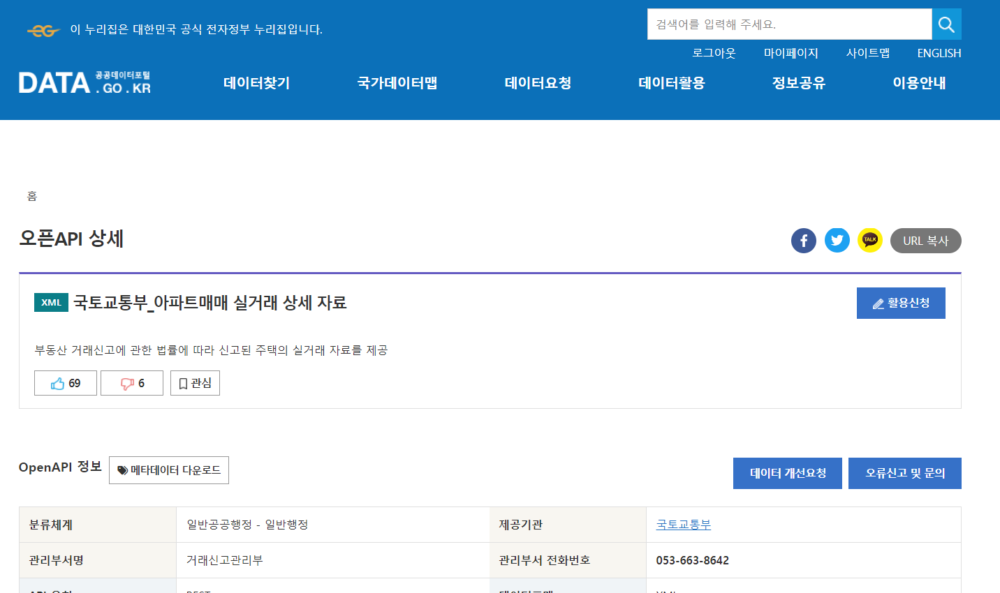 이 누리집은 대한민국 공식 전자정부 누리집입니다.
검색어를 입력해 주세요.
로그아웃 마이페이지 사이트맵 ENGLISH
DATA 공공데이터포털 .GO.KR
데이터찾기 국가데이터맵 데이터요청 데이터활용 정보공유 이용안내
홈
오픈API 상세
TALK
URL 복사
XML 국토교통부_아파트매매 실거래 상세 자료
활용신청
부동산 거래신고에 관한 법률에 따라 신고된 주택의 실거래 자료를 제공
69 6 관심
OpenAPI 정보 메타데이터 다운로드
데이터 개선요청 오류신고 및 문의
분류체계 일반공공행정 - 일반행정 제공기관 국토교통부
관리부서명 거래신고관리부 관리부서 전화번호 053-663-8642